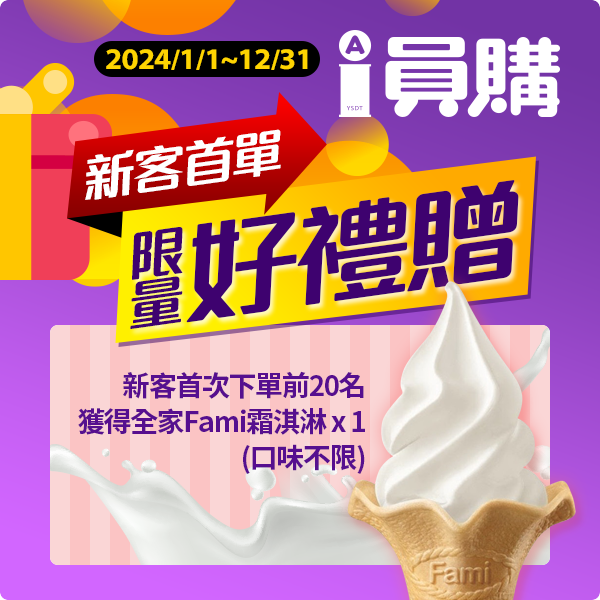 2024/1/1~12/31
A
YSDT
員購
新客首單
限量
好禮贈
新客首次下單前20名
獲得全家Fami霜淇淋 x 1
(口味不限)
Fami